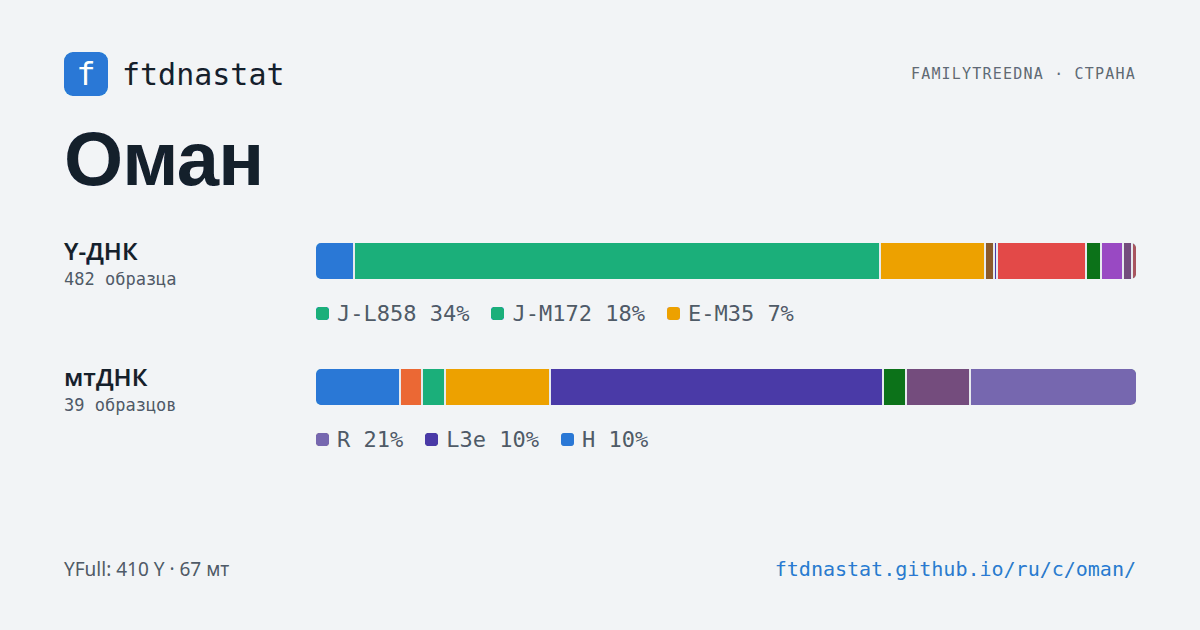 f ftdnastat
FAMILYTREEDNA · СТРАНА
Оман
Y-ДНК
482 образца
J-L858 34% J-M172 18% E-M35 7%
мтДНК
39 образцов
R 21% L3e 10% H 10%
YFull: 410 Y · 67 мт
ftdnastat.github.io/ru/c/oman/